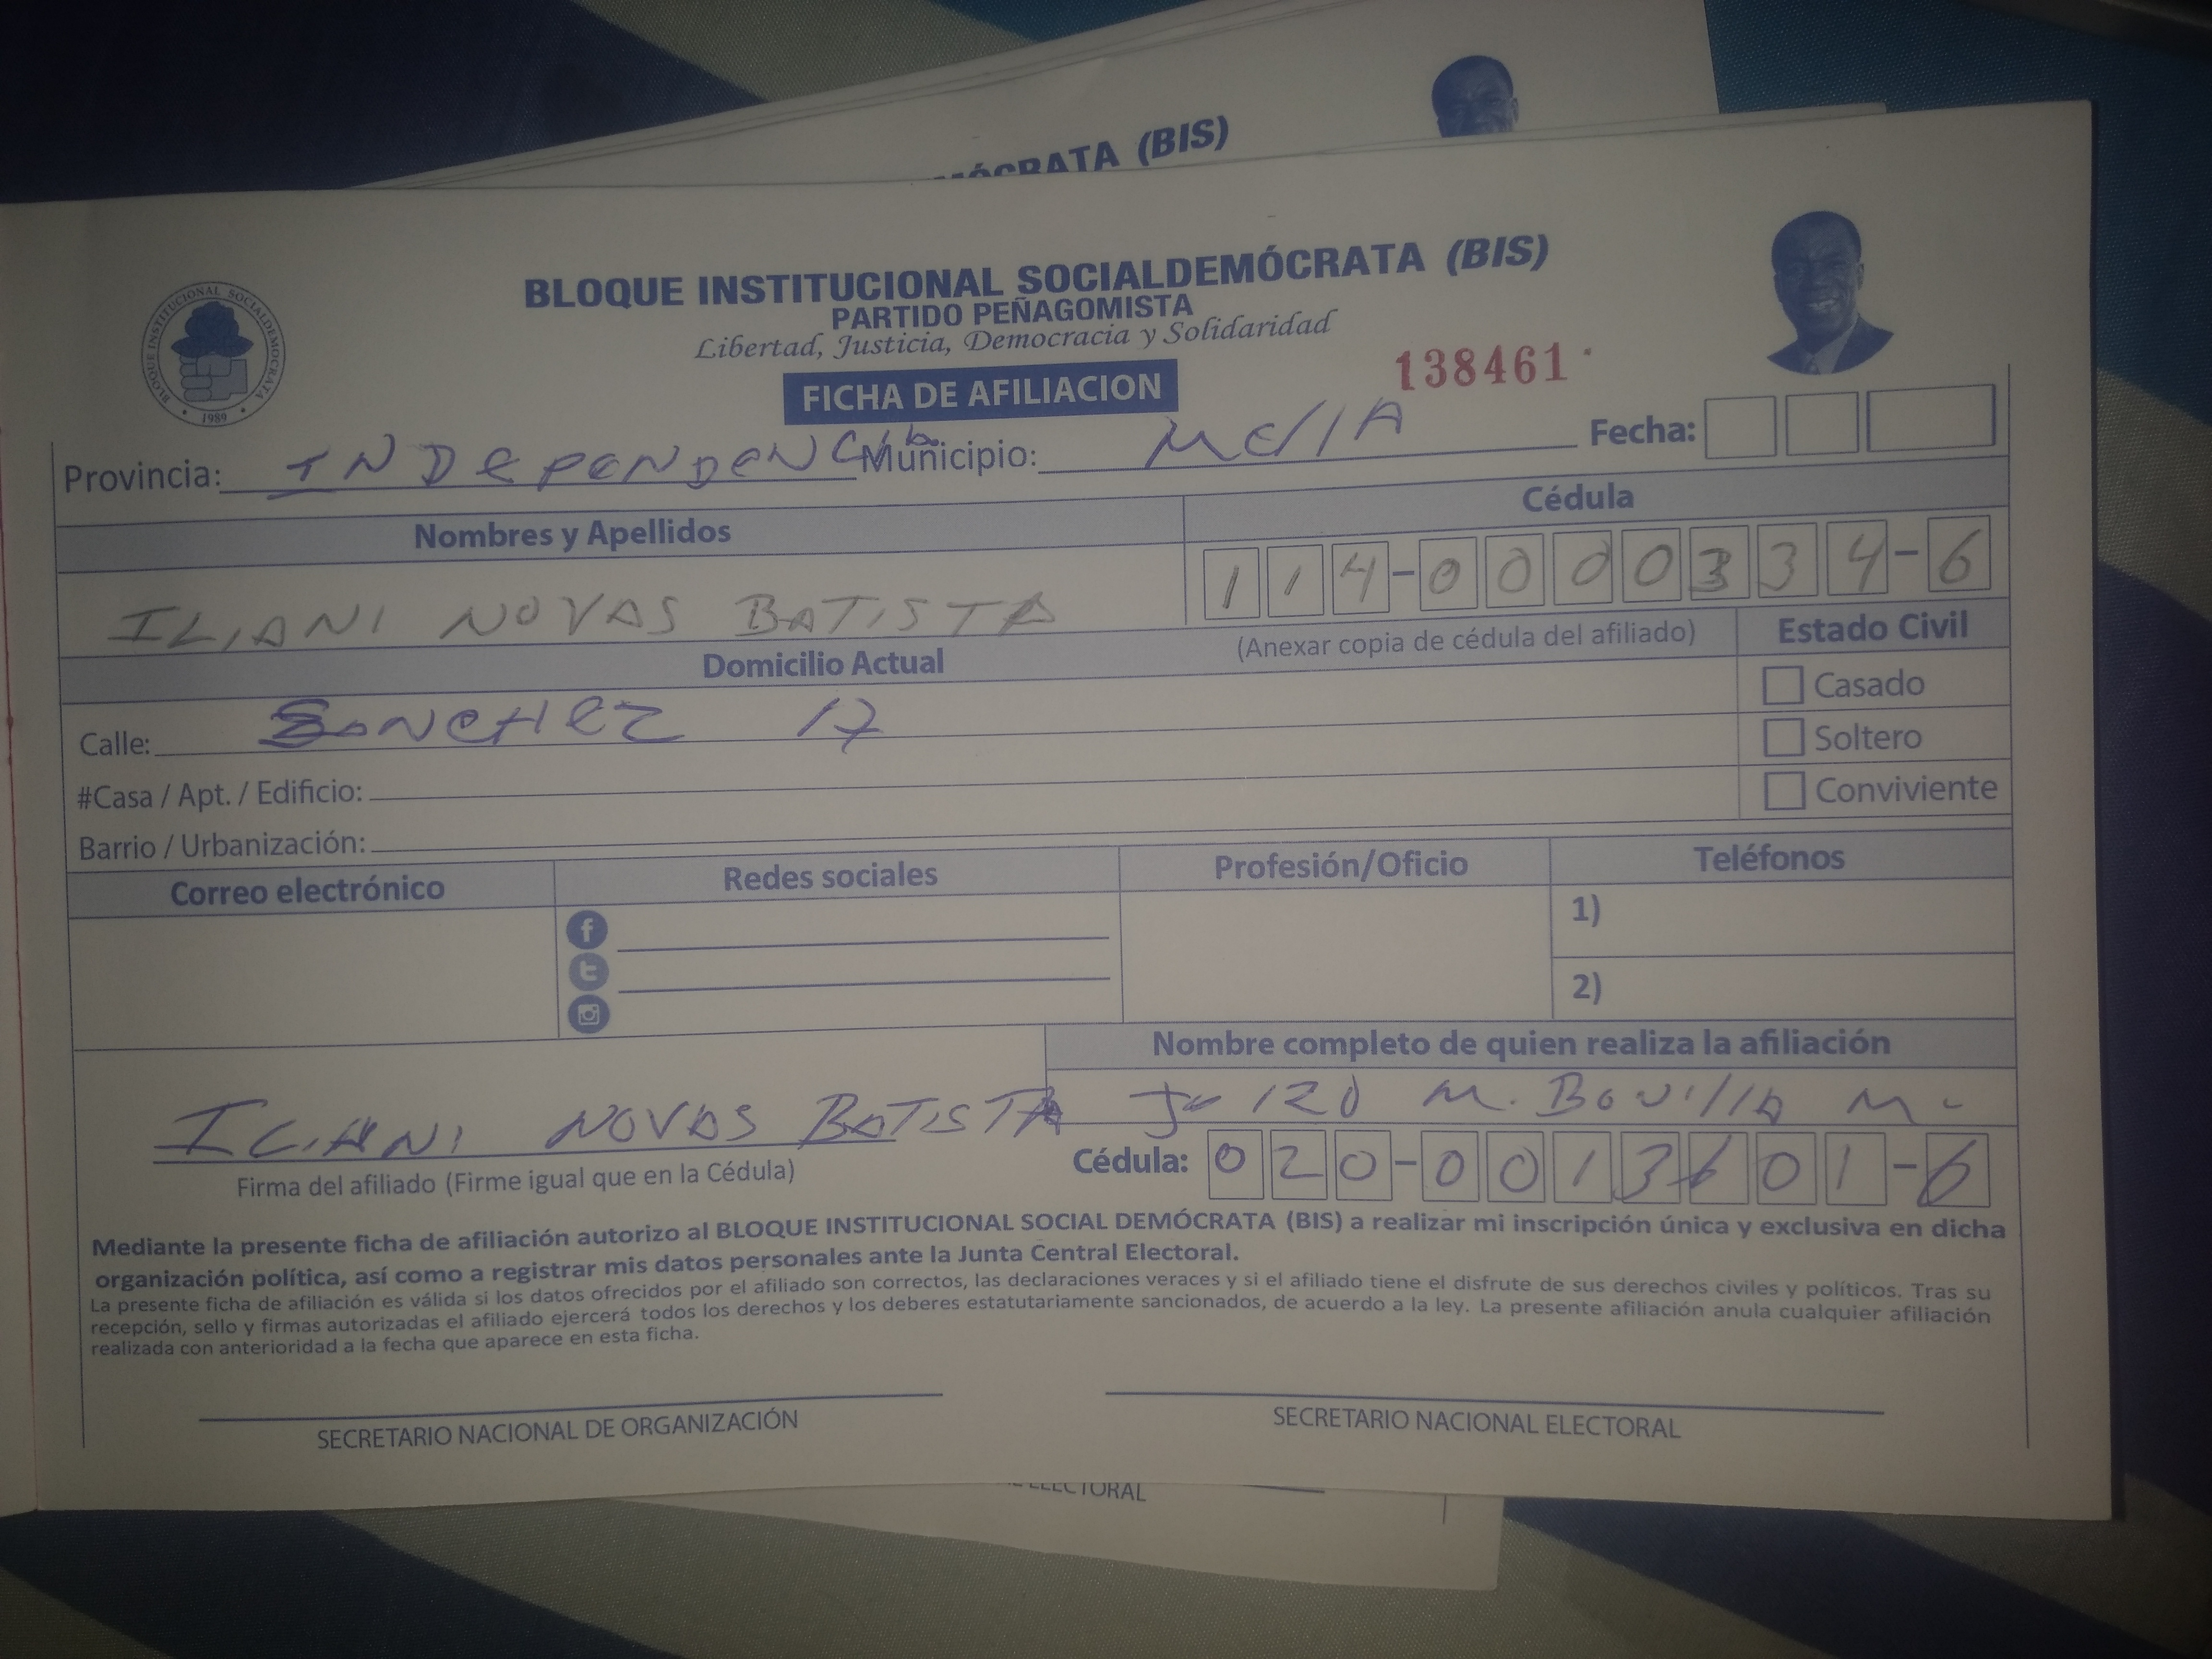 MÓCRATA (BIS)
BLOQUE INSTITUCIONAL SOCIALDEMÓCRATA (BIS)
PARTIDO PEÑAGOMISTA
Libertad, Justicia, Democracia y Solidaridad
BLOQUE INSTITUCIONAL SOCIALDEMOCRATA
1989
138461
FICHA DE AFILIACION
Provincia: INDEPENDENCIA Municipio: MellA Fecha:
Nombres y Apellidos Cédula
ILIANI NOVAS BATISTA 114-0000334-6
(Anexar copia de cédula del afiliado) Estado Civil
Domicilio Actual
Casado
Calle: SANCHEZ 17
Soltero
#Casa / Apt. / Edificio:
Conviviente
Barrio / Urbanización:
Correo electrónico Redes sociales Profesión/Oficio Teléfonos
1)
2)
Nombre completo de quien realiza la afiliación
ILIANI NOVAS BATISTA
M.
Cédula: 020-0013601-6
Firma del afiliado (Firme igual que en la Cédula)
Mediante la presente ficha de afiliación autorizo al BLOQUE INSTITUCIONAL SOCIAL DEMÓCRATA (BIS) a realizar mi inscripción única y exclusiva en dicha
organización política, así como a registrar mis datos personales ante la Junta Central Electoral.
La presente ficha de afiliación es válida si los datos ofrecidos por el afiliado son correctos, las declaraciones veraces y si el afiliado tiene el disfrute de sus derechos civiles y políticos. Tras su
recepción, sello y firmas autorizadas el afiliado ejercerá todos los derechos y los deberes estatutariamente sancionados, de acuerdo a la ley. La presente afiliación anula cualquier afiliación
realizada con anterioridad a la fecha que aparece en esta ficha.
SECRETARIO NACIONAL DE ORGANIZACIÓN SECRETARIO NACIONAL ELECTORAL
ELECTORAL